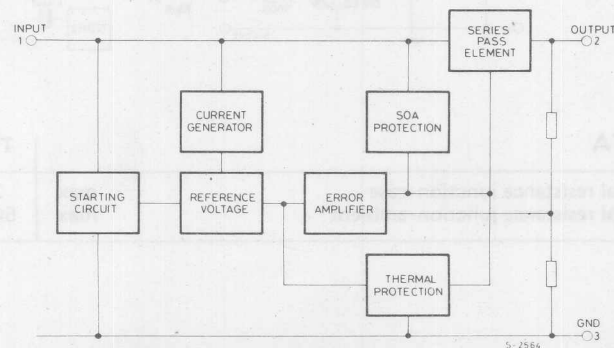 INPUT
1
SERIES
PASS
ELEMENT
OUTPUT
2
CURRENT
GENERATOR
SOA
PROTECTION
STARTING
CIRCUIT
REFERENCE
VOLTAGE
ERROR
AMPLIFIER
THERMAL
PROTECTION
GND
3
S-2564